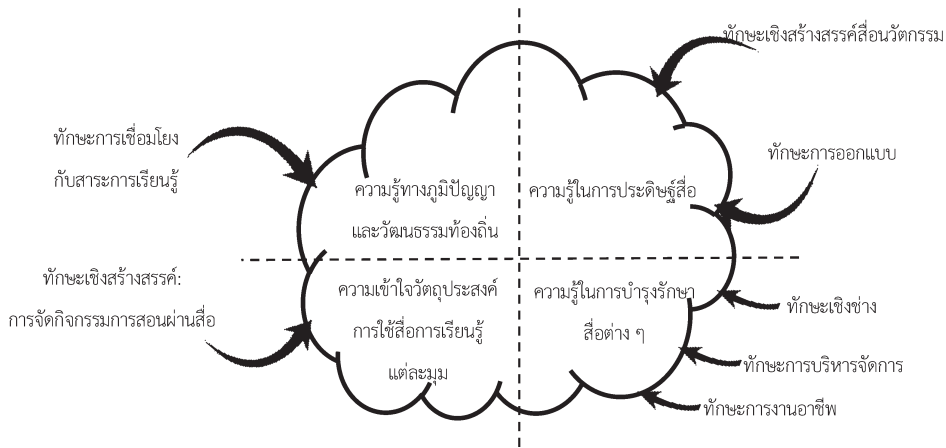 ทักษะเชิงสร้างสรรค์สื่อนวัตกรรม
ทักษะการเชื่อมโยง
กับสาระการเรียนรู้
ทักษะการออกแบบ
ความรู้ทางภูมิปัญญา
และวัฒนธรรมท้องถิ่น
ความรู้ในการประดิษฐ์สื่อ
ทักษะเชิงสร้างสรรค์:
การจัดกิจกรรมการสอนผ่านสื่อ
ความเข้าใจวัตถุประสงค์
การใช้สื่อการเรียนรู้
แต่ละมุม
ความรู้ในการบำรุงรักษา
สื่อต่าง ๆ
ทักษะเชิงช่าง
ทักษะการบริหารจัดการ
ทักษะการงานอาชีพ